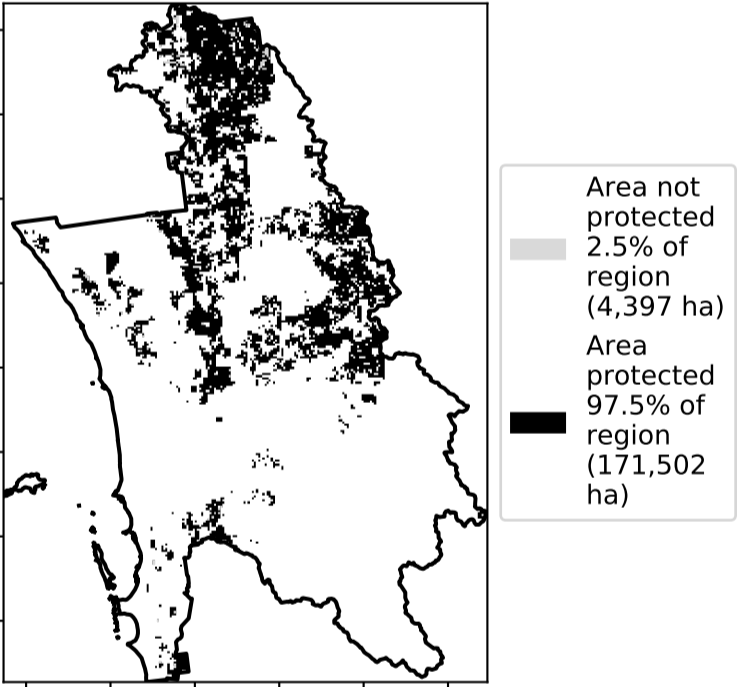 Area not
protected
2.5% of
region
(4,397 ha)
Area
protected
97.5% of
region
(171,502
ha)